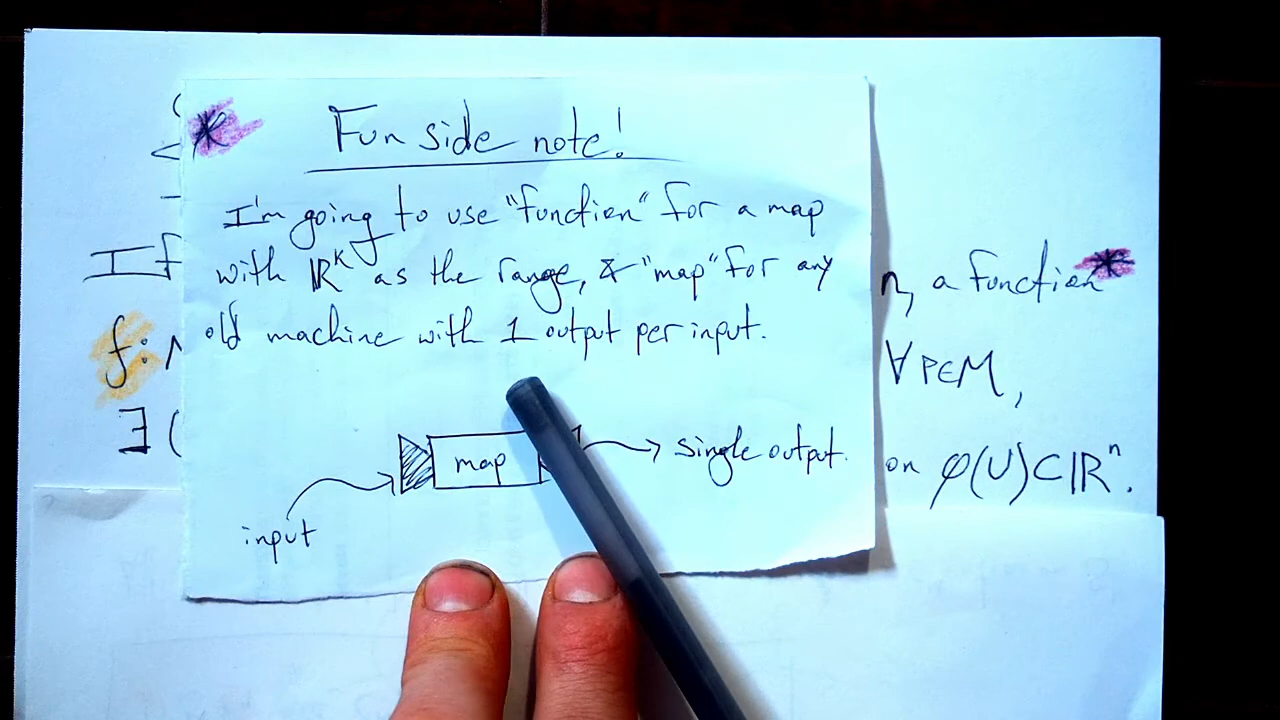 * Fun side note!
I'm going to use "function" for a map
with ℝᵏ as the range, & "map" for any
old machine with 1 output per input.
map
single output.
input
If
n, a function*
f:
∀ p∈M,
∃ (
on φ(U)⊂ℝⁿ.